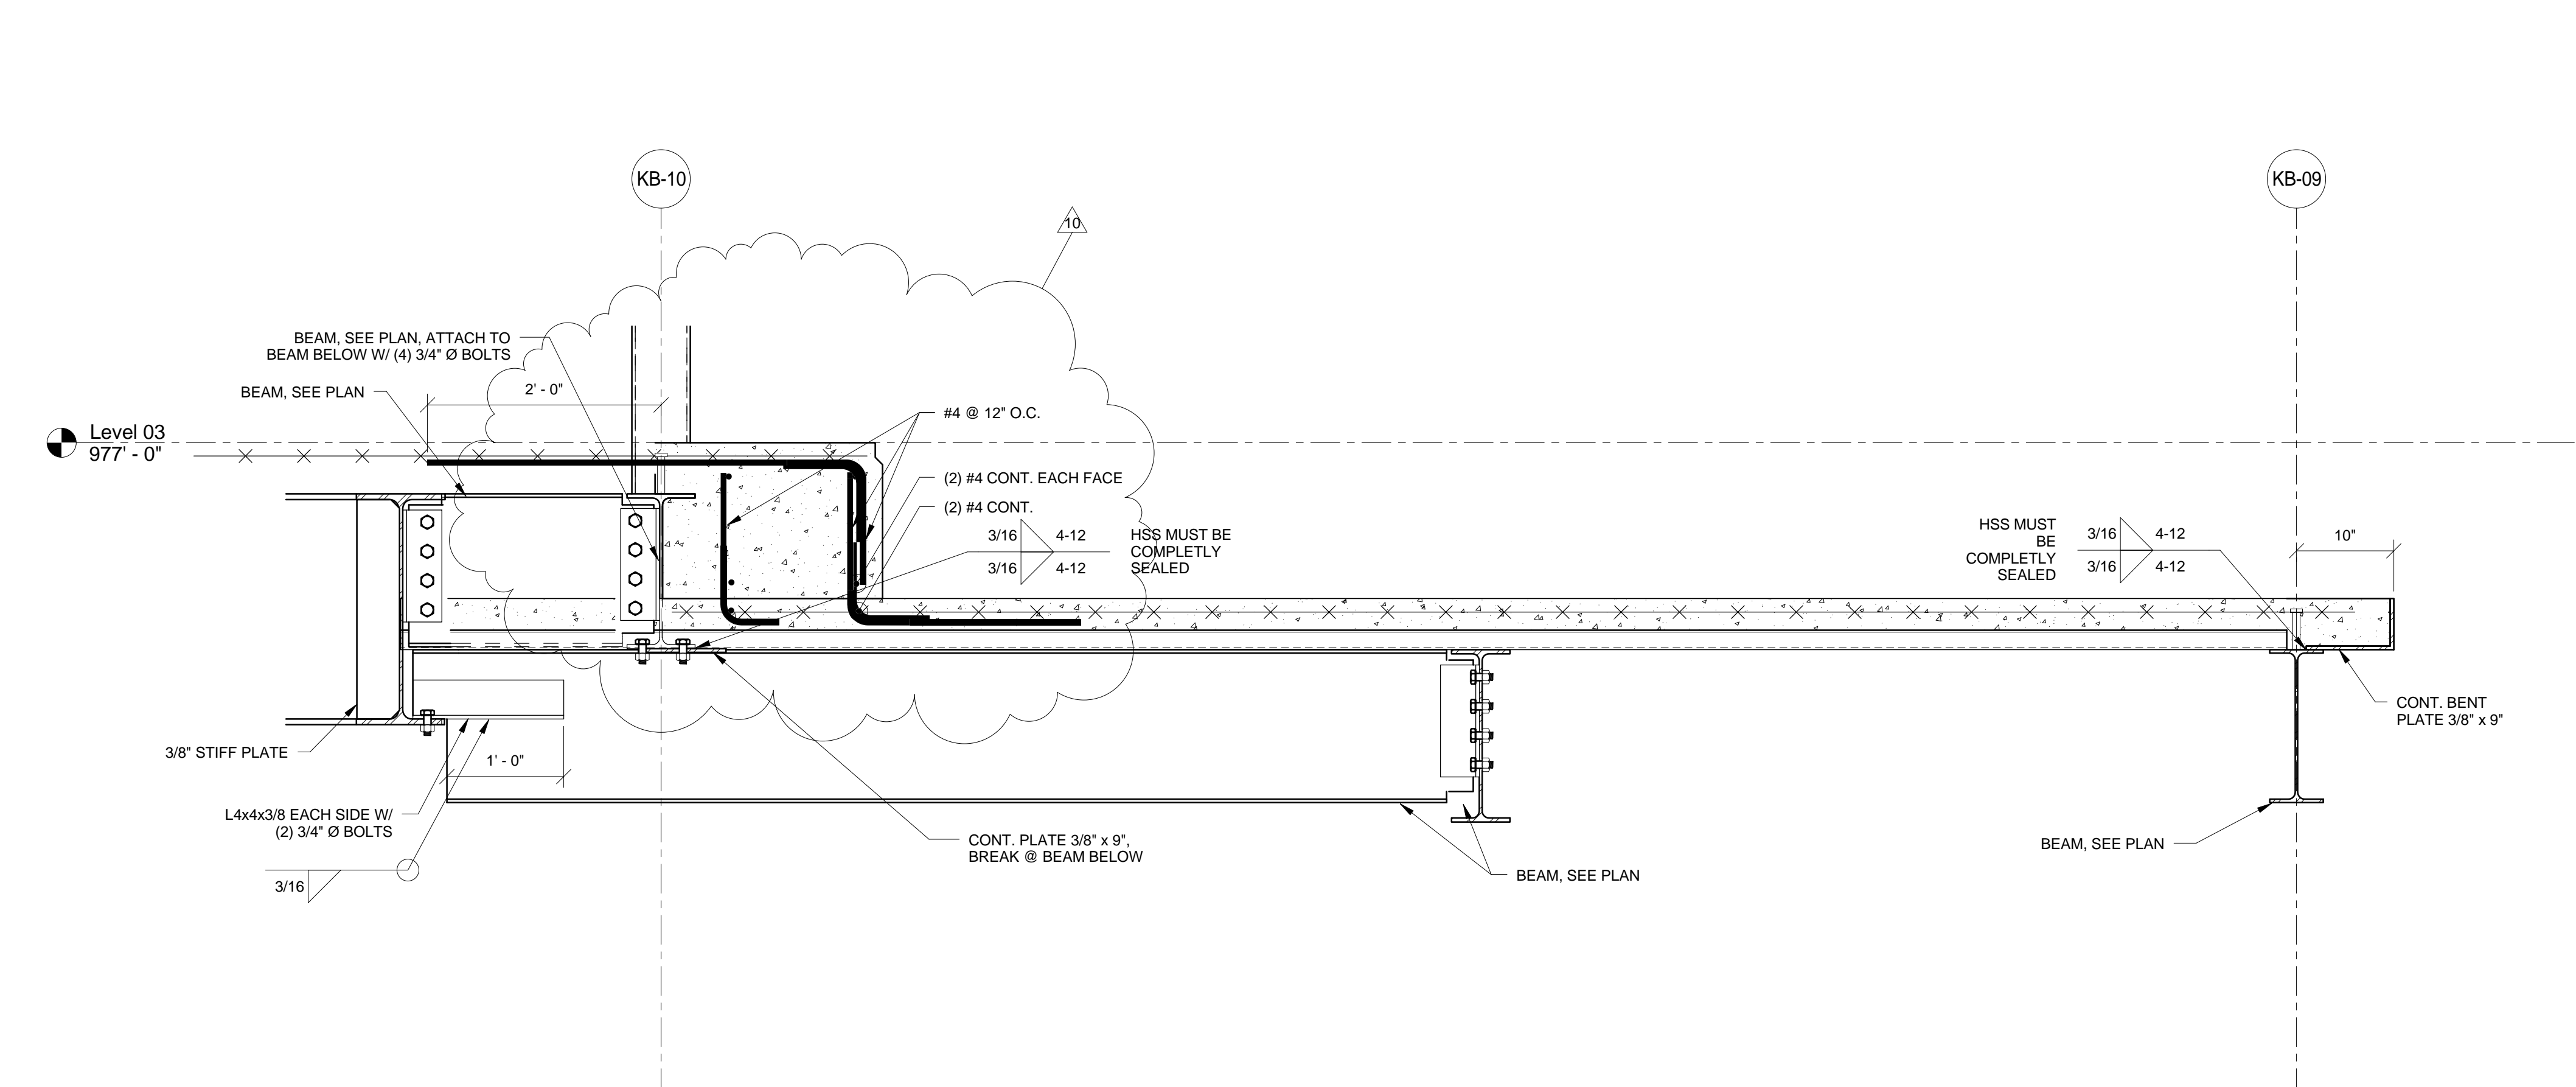 KB-10
KB-09
10
BEAM, SEE PLAN, ATTACH TO
BEAM BELOW W/ (4) 3/4" Ø BOLTS
BEAM, SEE PLAN
2' - 0"
#4 @ 12" O.C.
Level 03
977' - 0"
(2) #4 CONT. EACH FACE
(2) #4 CONT.
3/16
4-12
3/16
4-12
HSS MUST BE
COMPLETLY
SEALED
HSS MUST
BE
COMPLETLY
SEALED
3/16
4-12
3/16
4-12
10"
CONT. BENT
PLATE 3/8" x 9"
3/8" STIFF PLATE
1' - 0"
L4x4x3/8 EACH SIDE W/
(2) 3/4" Ø BOLTS
3/16
CONT. PLATE 3/8" x 9",
BREAK @ BEAM BELOW
BEAM, SEE PLAN
BEAM, SEE PLAN